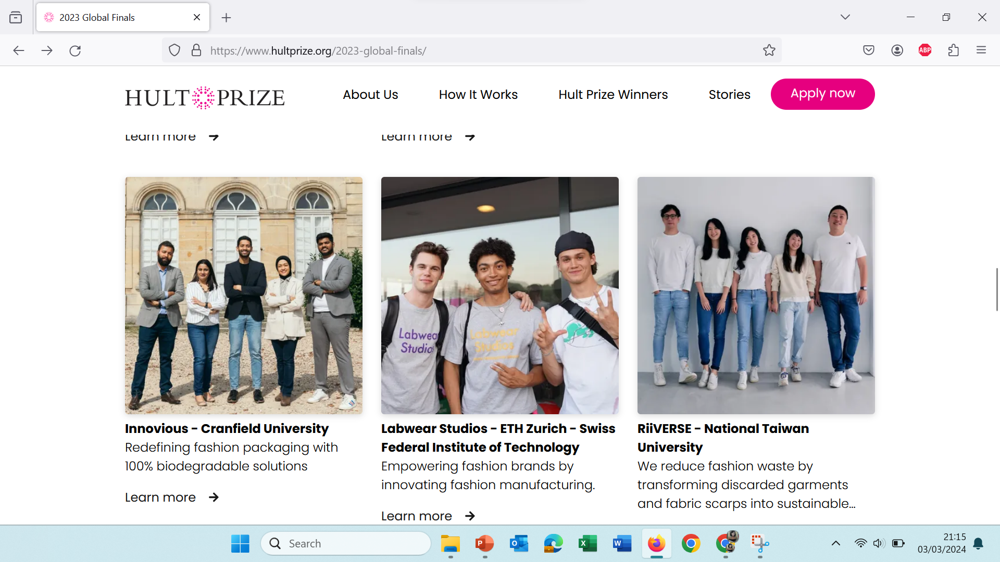 2023 Global Finals
https://www.hultprize.org/2023-global-finals/
ABP
HULT PRIZE
About Us
How It Works
Hult Prize Winners
Stories
Apply now
Learn more
Learn more
Labwear
Studios
Labwear
Studios
Innovious - Cranfield University
Redefining fashion packaging with
100% biodegradable solutions
Learn more
Labwear Studios - ETH Zurich - Swiss
Federal Institute of Technology
Empowering fashion brands by
innovating fashion manufacturing.
Learn more
RiiVERSE - National Taiwan
University
We reduce fashion waste by
transforming discarded garments
and fabric scarps into sustainable...
Search
21:15
03/03/2024